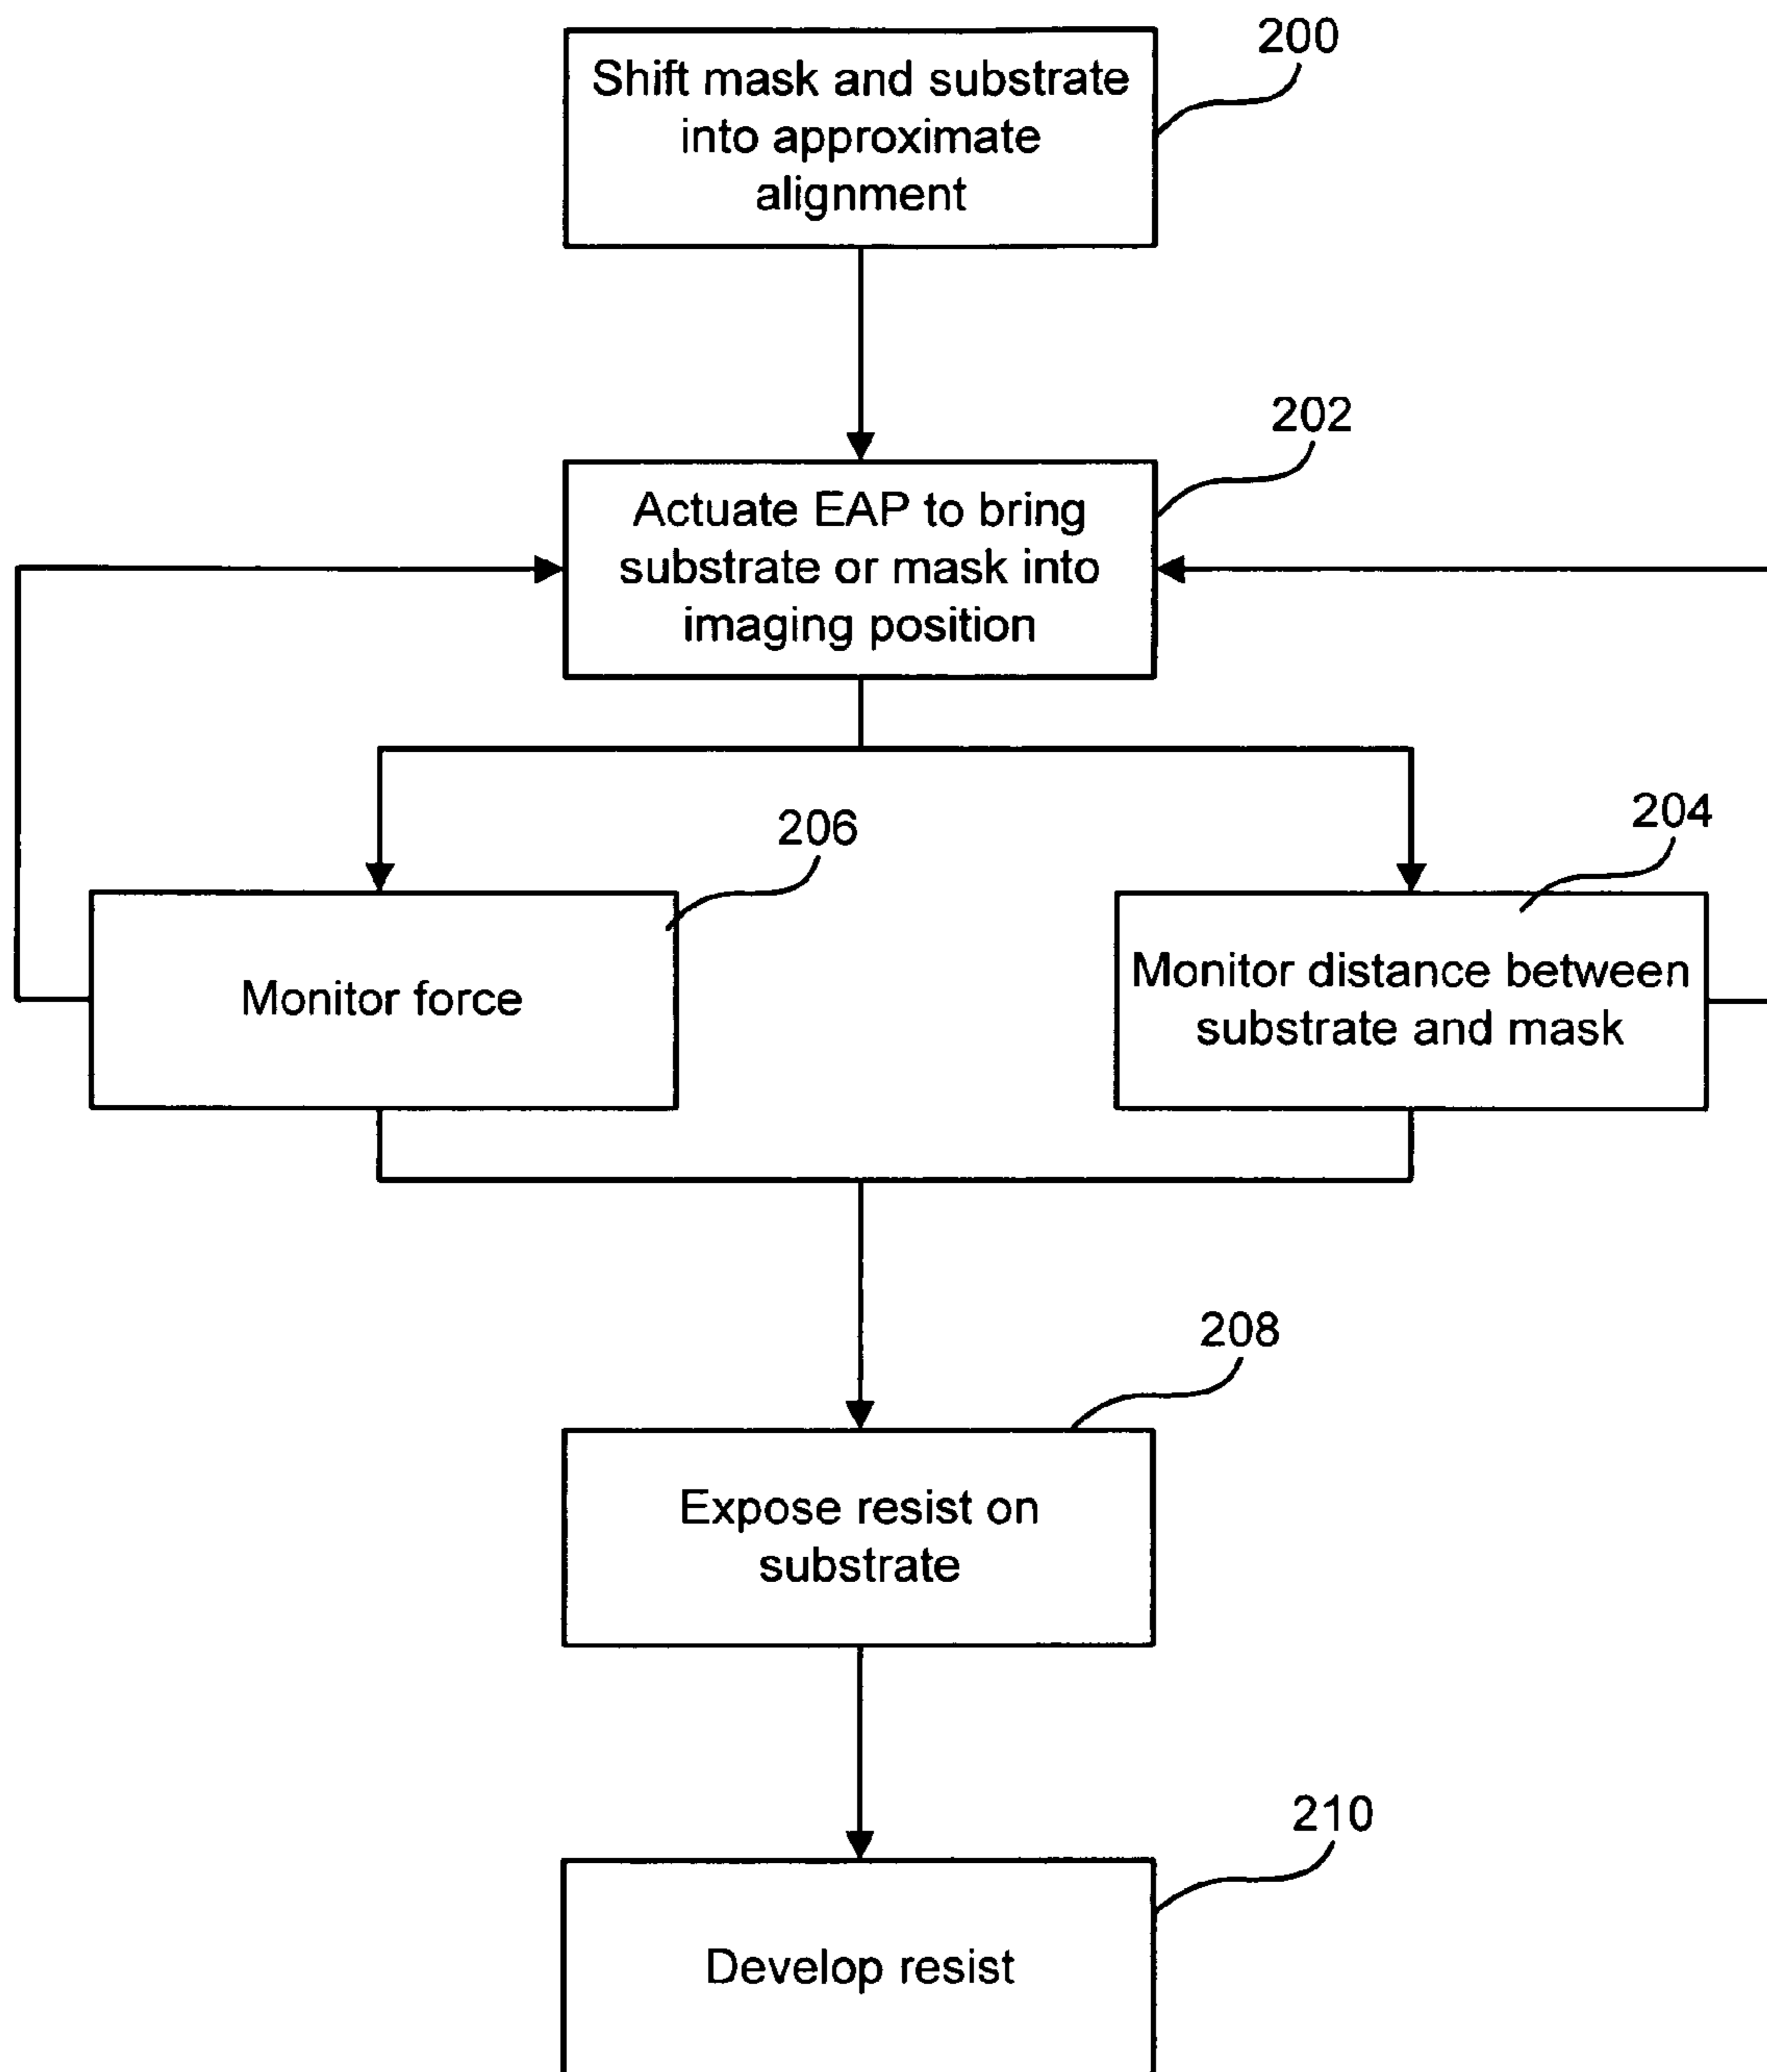 200
Shift mask and substrate
into approximate
alignment
202
Actuate EAP to bring
substrate or mask into
imaging position
206
204
Monitor force
Monitor distance between
substrate and mask
208
Expose resist on
substrate
210
Develop resist